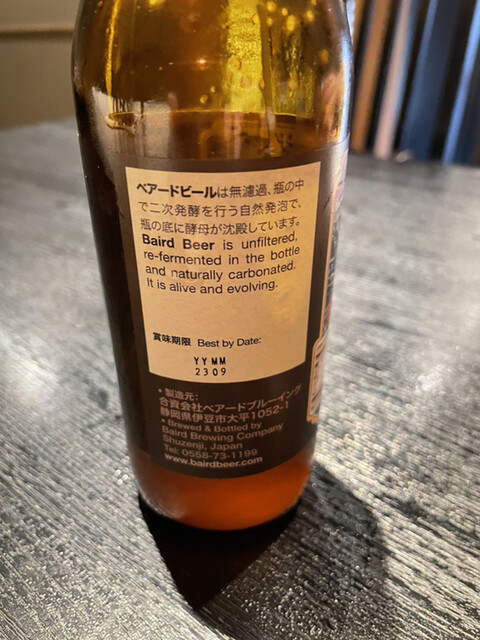 ベアードビールは無濾過、瓶の中
で二次発酵を行う自然発泡で、
瓶の底に酵母が沈殿しています。
Baird Beer is unfiltered,
re-fermented in the bottle
and naturally carbonated.
It is alive and evolving.
賞味期限 Best by Date:
YYMM
2309
• 製造元:
合資会社ベアードブルーイング
静岡県伊豆市大平1052-1
• Brewed & Bottled by
Baird Brewing Company
Shuzenji, Japan
Tel: 0558-73-1199
www.bairdbeer.com